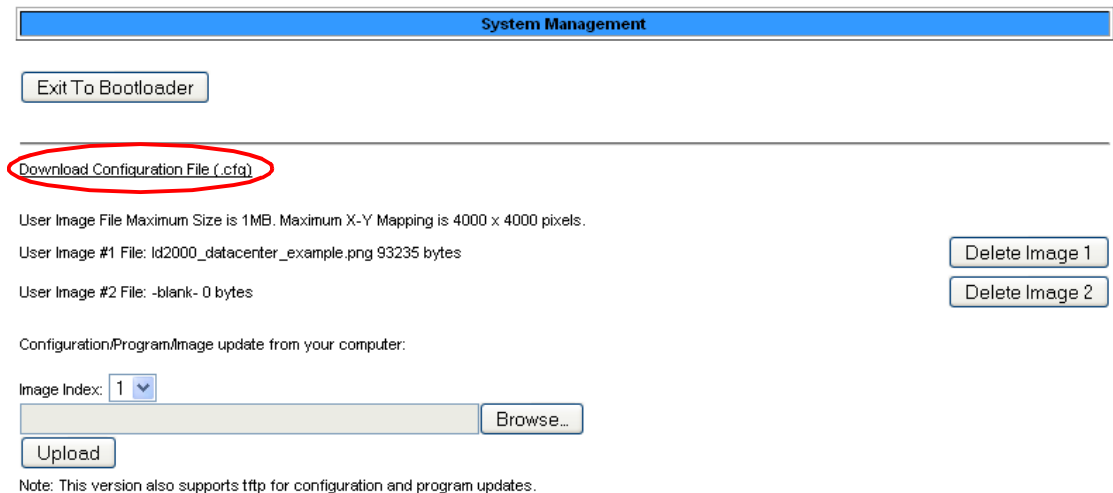 System Management
Exit To Bootloader
Download Configuration File (.cfg)
User Image File Maximum Size is 1MB. Maximum X-Y Mapping is 4000 x 4000 pixels.
User Image #1 File: ld2000_datacenter_example.png 93235 bytes
Delete Image 1
User Image #2 File: -blank- 0 bytes
Delete Image 2
Configuration/Program/Image update from your computer:
Image Index: 1
Browse...
Upload
Note: This version also supports tftp for configuration and program updates.